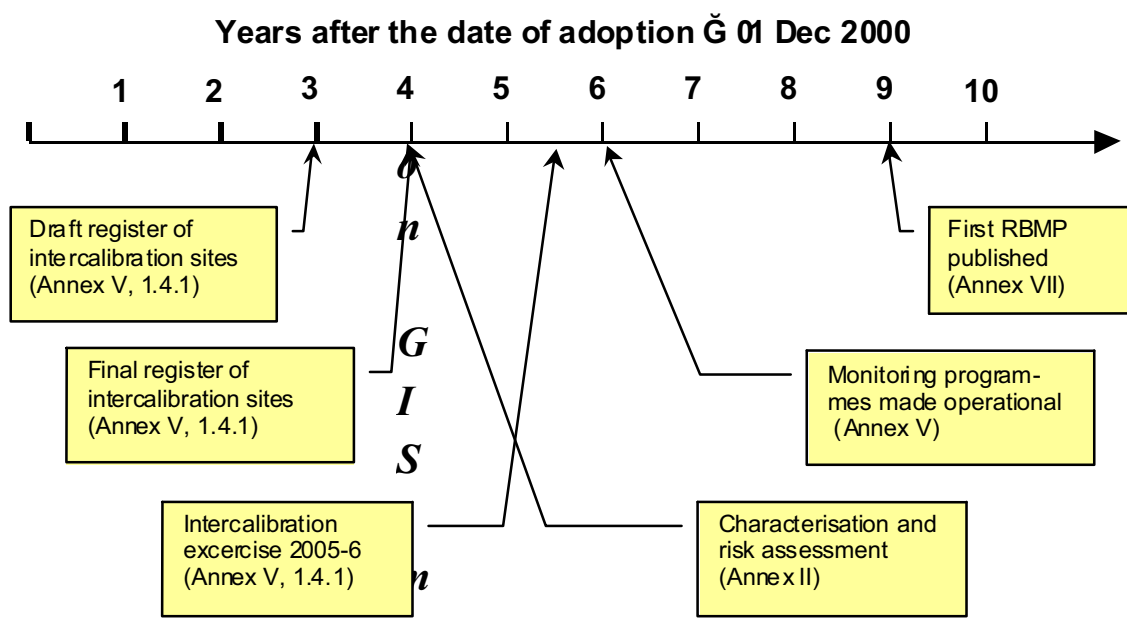 Years after the date of adoption Ğ 01 Dec 2000
1 2 3 4 5 6 7 8 9 10
o
n
G
I
S
m
Draft register of
intercalibration sites
(Annex V, 1.4.1)
First RBMP
published
(Annex VII)
Final register of
intercalibration sites
(Annex V, 1.4.1)
Monitoring program-
mes made operational
(Annex V)
Intercalibration
excercise 2005-6
(Annex V, 1.4.1)
Characterisation and
risk assessment
(Annex II)